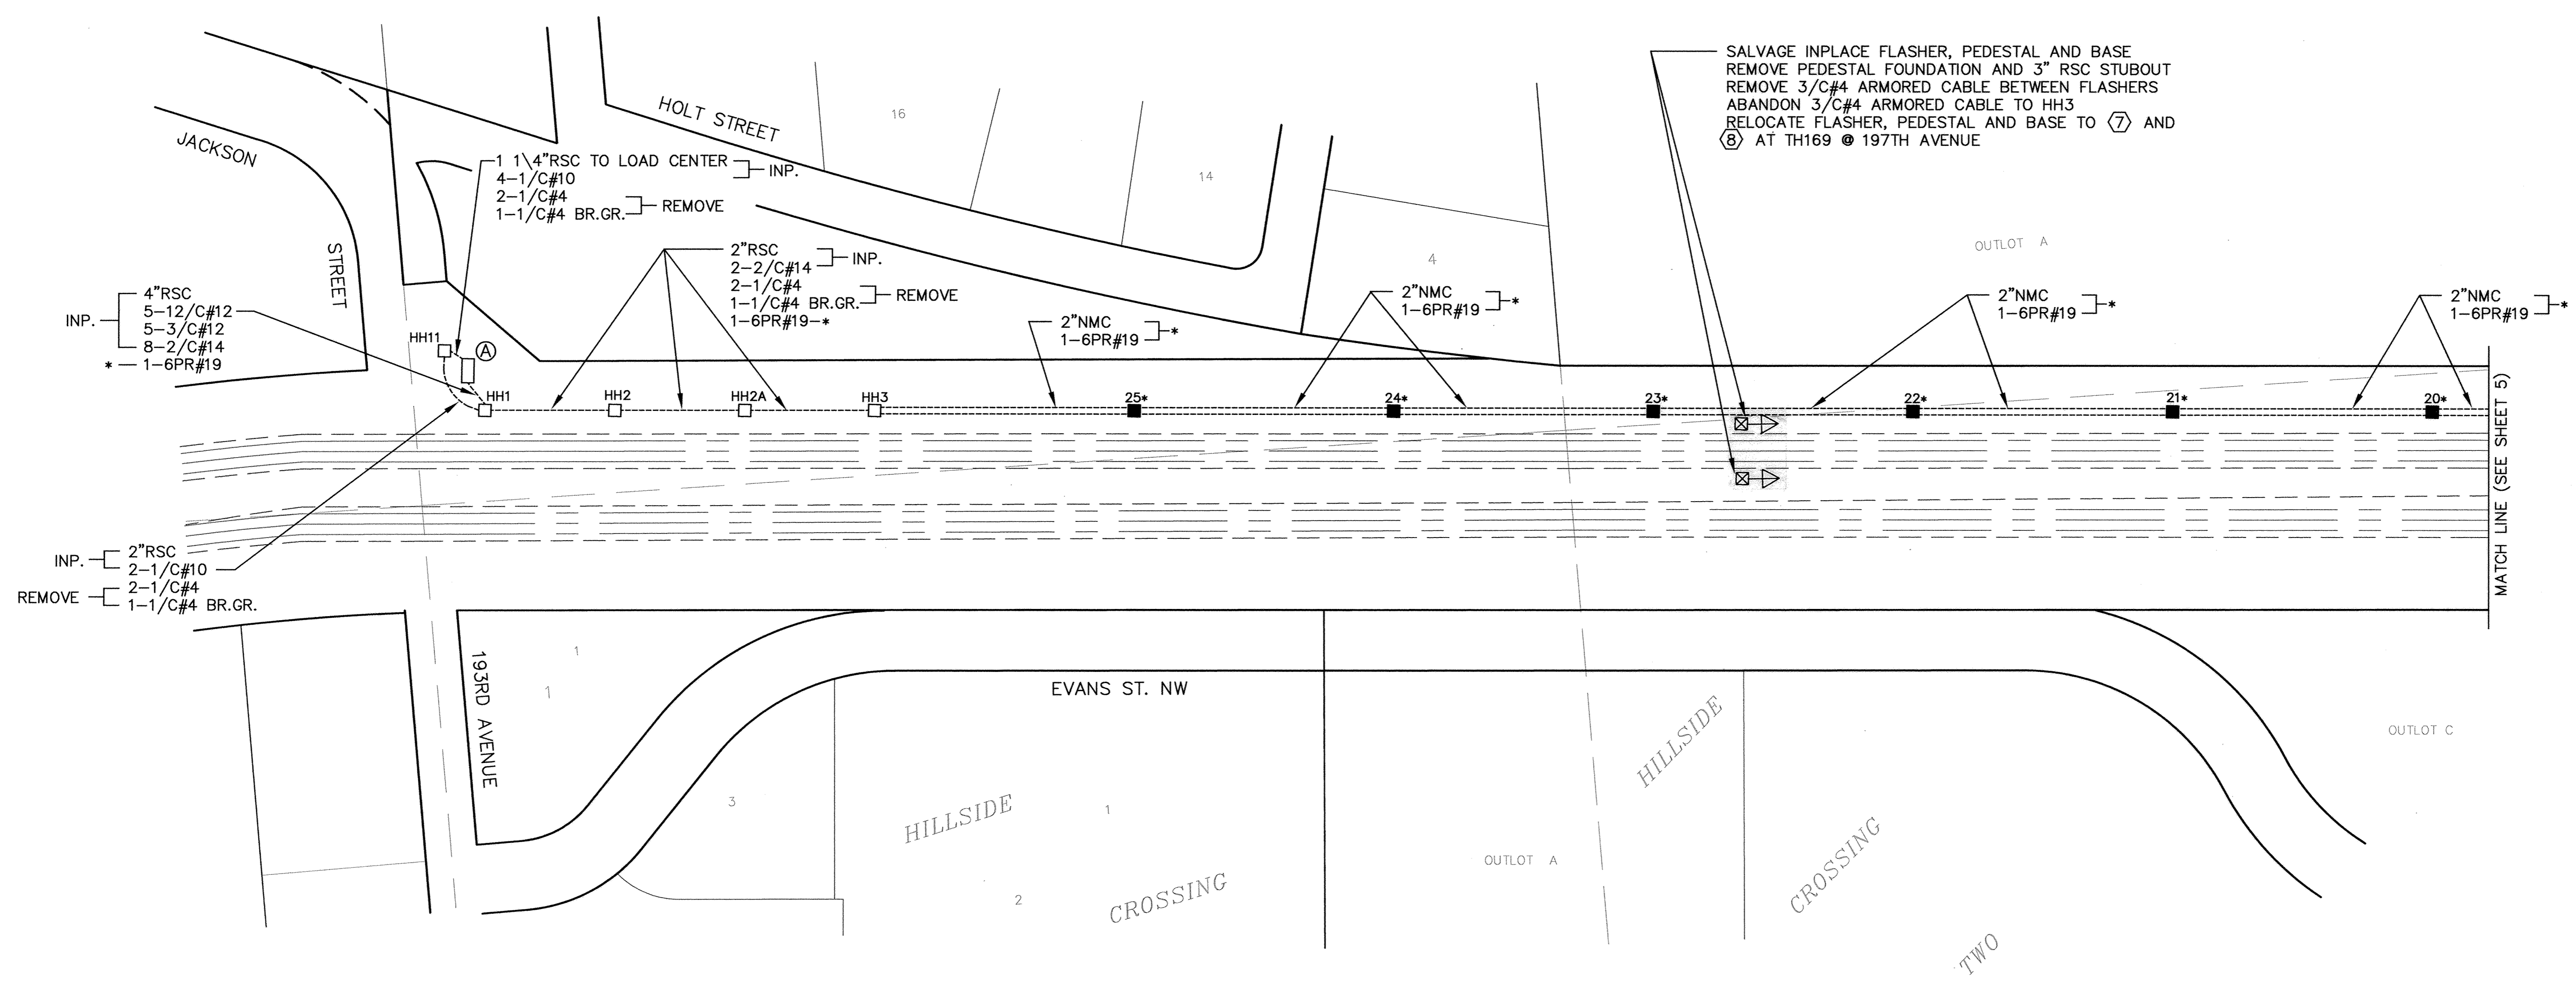 SALVAGE INPLACE FLASHER, PEDESTAL AND BASE
REMOVE PEDESTAL FOUNDATION AND 3" RSC STUBOUT
REMOVE 3/C#4 ARMORED CABLE BETWEEN FLASHERS
ABANDON 3/C#4 ARMORED CABLE TO HH3
RELOCATE FLASHER, PEDESTAL AND BASE TO 7 AND
8 AT TH169 @ 197TH AVENUE
HOLT STREET
16
14
4
OUTLOT A
JACKSON
STREET
1 1\4"RSC TO LOAD CENTER
4-1/C#10
INP.
2-1/C#4
1-1/C#4 BR.GR.
REMOVE
2"RSC
2-2/C#14
INP.
2-1/C#4
1-1/C#4 BR.GR.
REMOVE
1-6PR#19-*
INP.
4"RSC
5-12/C#12
5-3/C#12
8-2/C#14
* — 1-6PR#19
2"NMC
1-6PR#19
*
2"NMC
1-6PR#19
*
2"NMC
1-6PR#19
*
2"NMC
1-6PR#19
*
HH11
A
HH1
HH2
HH2A
HH3
25*
24*
23*
22*
21*
20*
MATCH LINE (SEE SHEET 5)
INP.
2"RSC
2-1/C#10
REMOVE
2-1/C#4
1-1/C#4 BR.GR.
193RD AVENUE
1
1
3
EVANS ST. NW
HILLSIDE
CROSSING
1
2
OUTLOT A
HILLSIDE
CROSSING
TWO
OUTLOT C